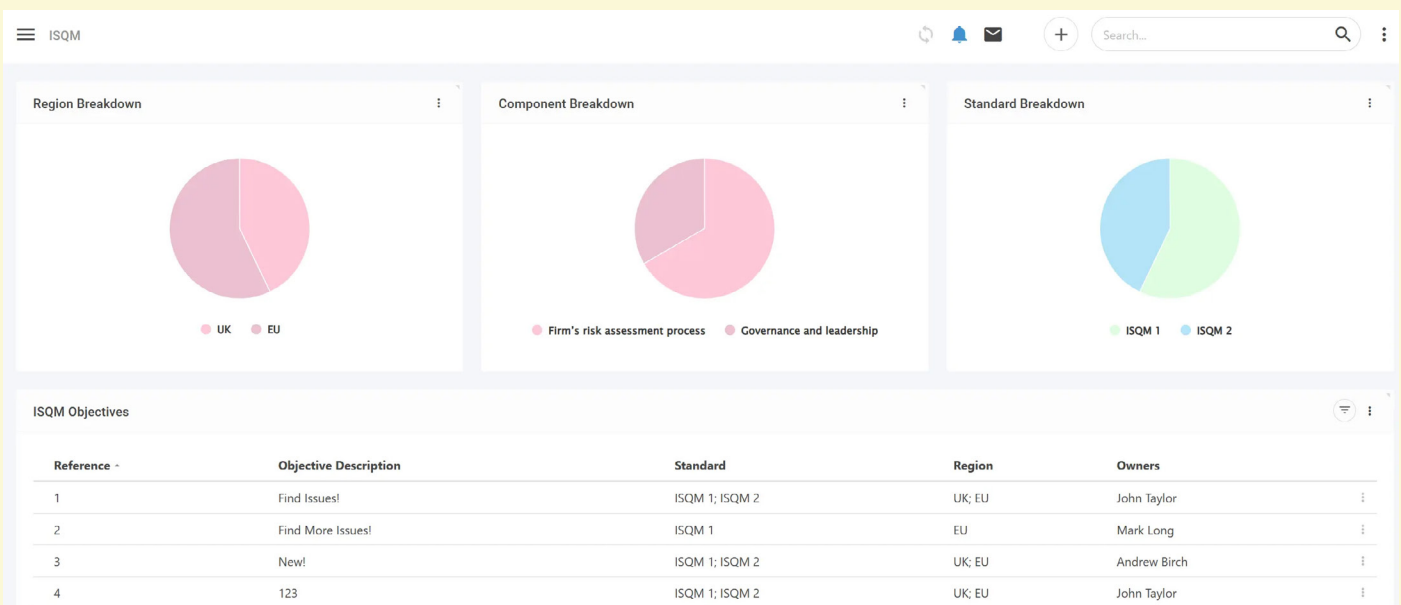 ISQM
Search...
Region Breakdown
Component Breakdown
Standard Breakdown
UK EU
Firm's risk assessment process Governance and leadership
ISQM 1 ISQM 2
ISQM Objectives
Reference Objective Description Standard Region Owners
1 Find Issues! ISQM 1; ISQM 2 UK; EU John Taylor
2 Find More Issues! ISQM 1 EU Mark Long
3 New! ISQM 1; ISQM 2 UK; EU Andrew Birch
4 123 ISQM 1; ISQM 2 UK; EU John Taylor